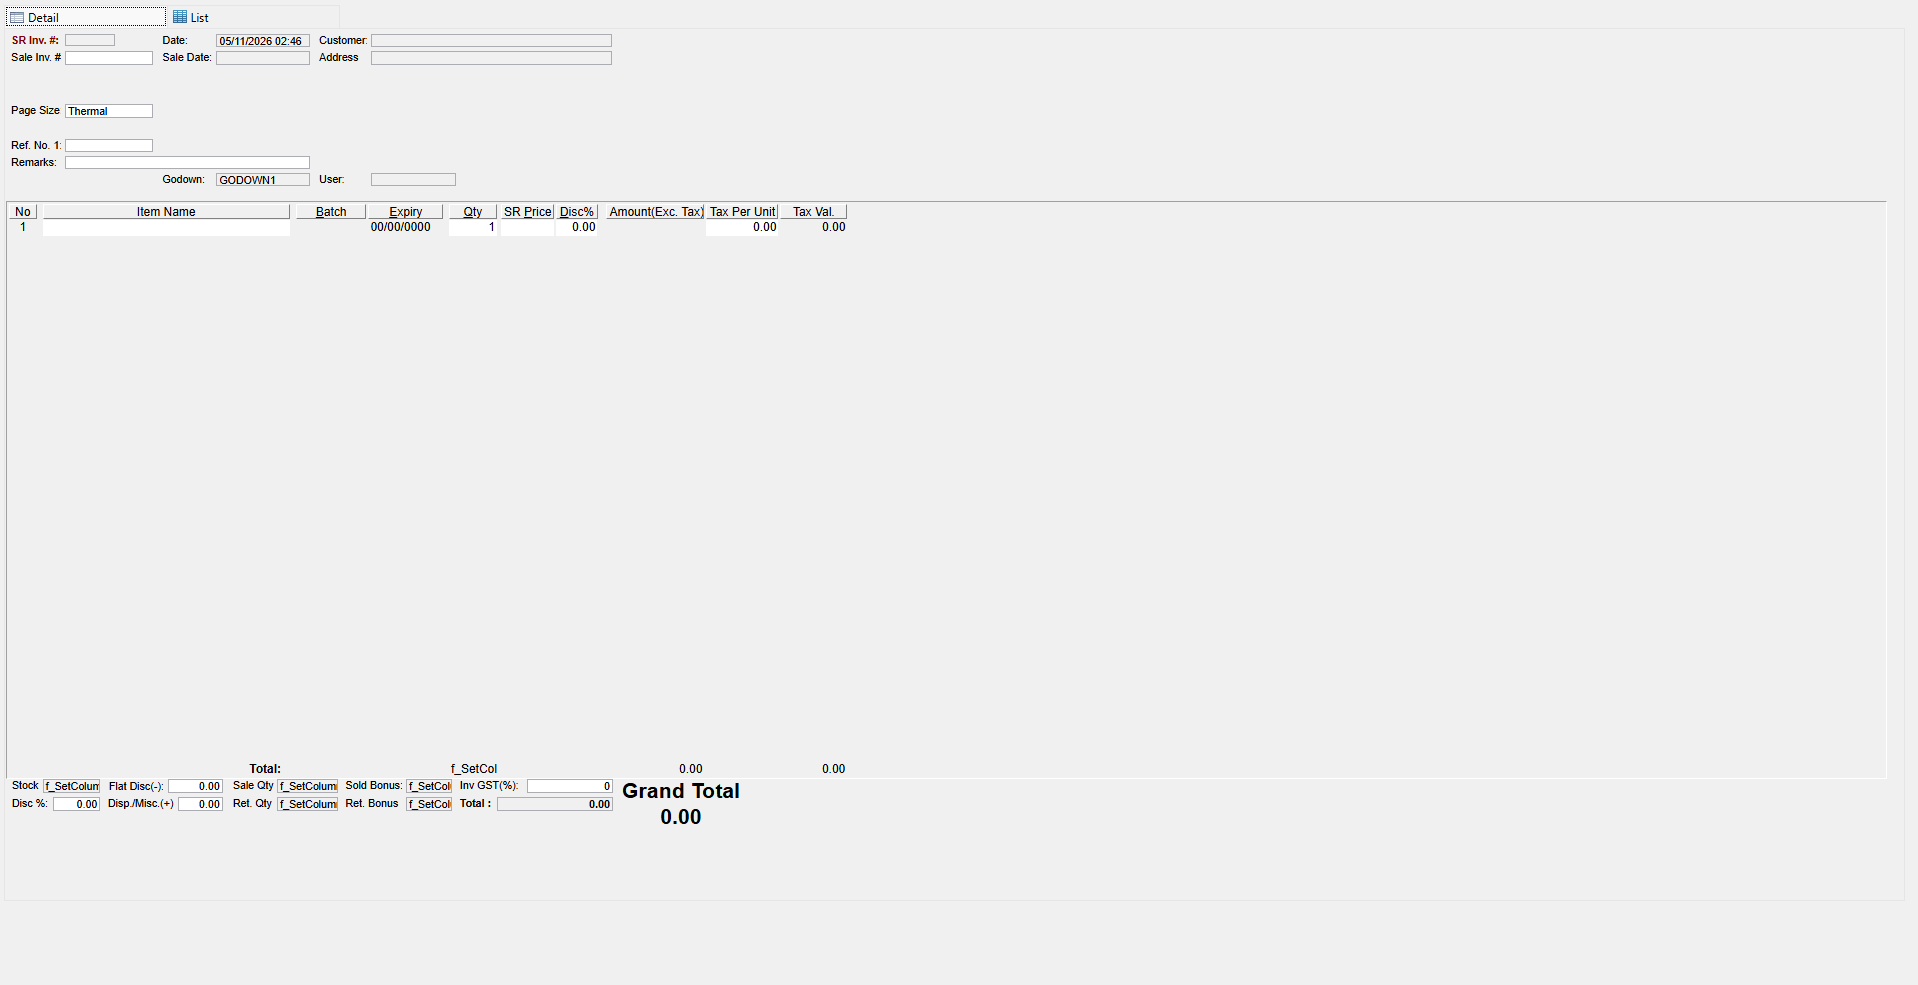 Detail List
SR Inv. #: Date: 05/11/2026 02:46 Customer:
Sale Inv. # Sale Date: Address
Page Size Thermal
Ref. No. 1:
Remarks:
Godown: GODOWN1 User:
No Item Name Batch Expiry Qty SR Price Disc% Amount(Exc. Tax) Tax Per Unit Tax Val.
1 00/00/0000 1 0.00 0.00 0.00
Total: f_SetCol 0.00 0.00
Stock f_SetColum Flat Disc(-): 0.00 Sale Qty f_SetColum Sold Bonus: f_SetCol Inv GST(%): 0 Grand Total
Disc %: 0.00 Disp./Misc.(+) 0.00 Ret. Qty f_SetColum Ret. Bonus f_SetCol Total : 0.00
0.00